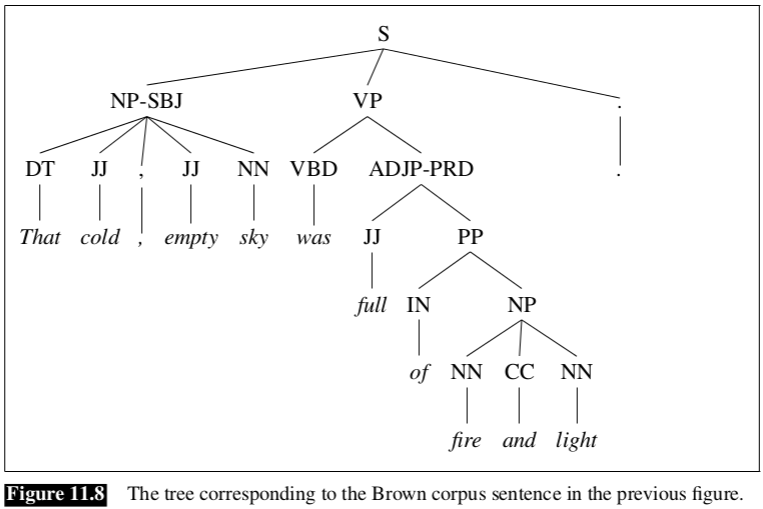 S
NP-SBJ VP .
DT JJ , JJ NN VBD ADJP-PRD .
That cold , empty sky was JJ PP
full IN NP
of NN CC NN
fire and light
Figure 11.8 The tree corresponding to the Brown corpus sentence in the previous figure.